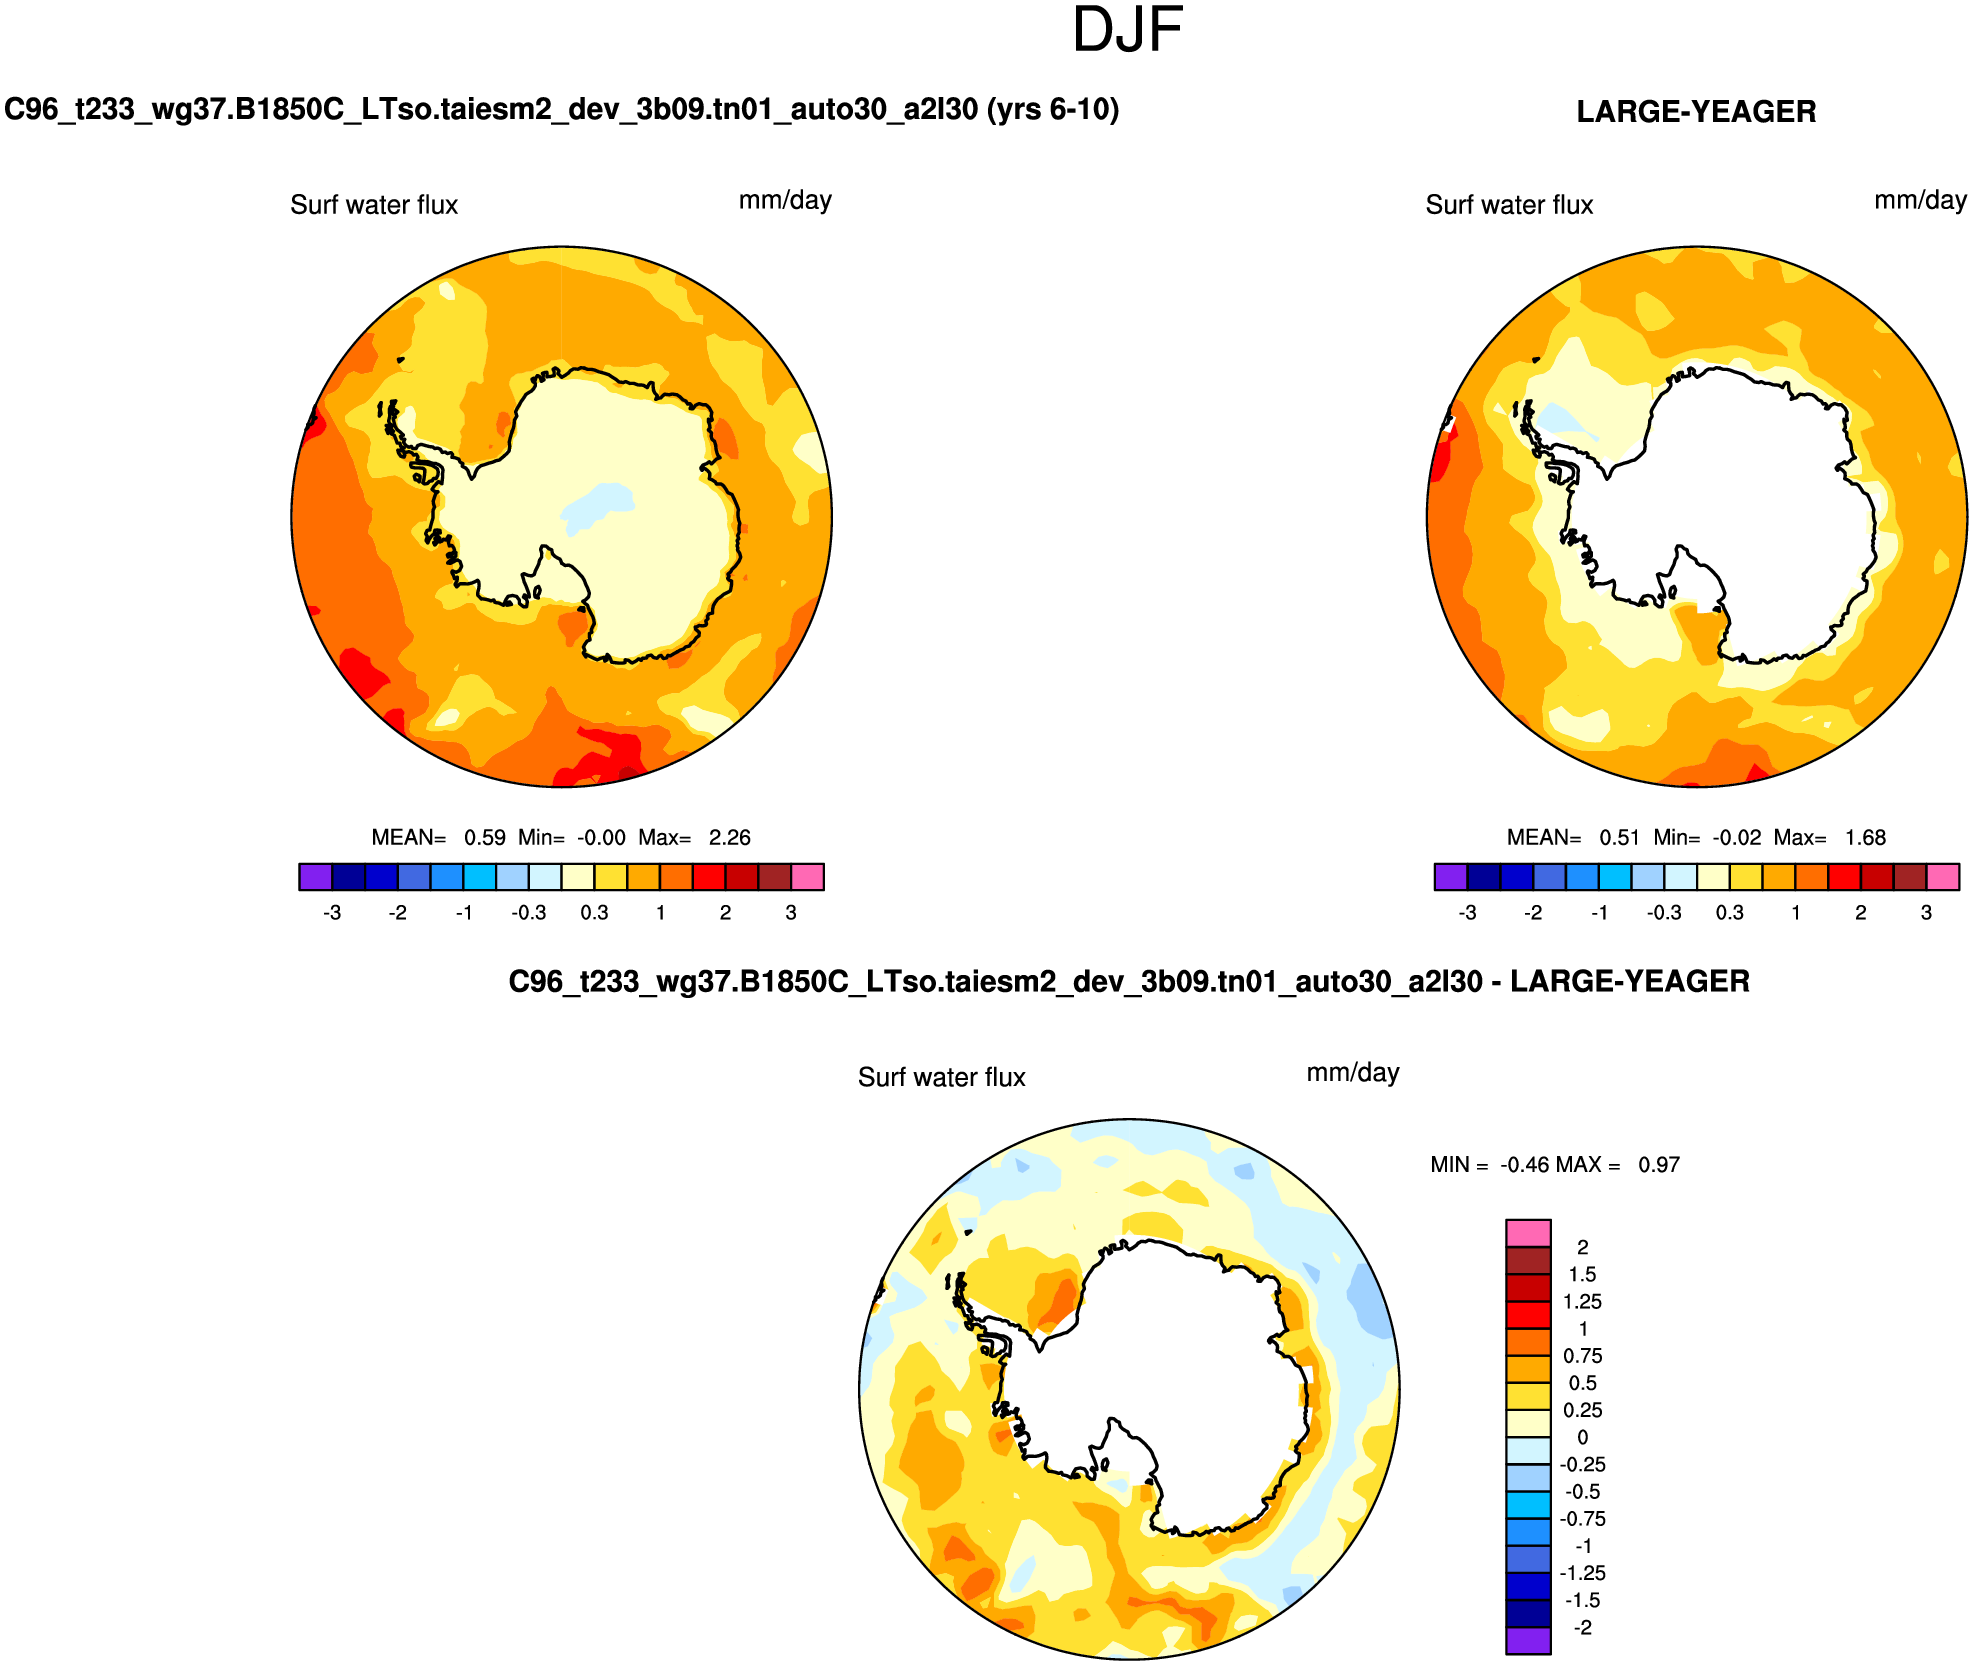 DJF
C96_t233_wg37.B1850C_LTso.taiesm2_dev_3b09.tn01_auto30_a2l30 (yrs 6-10)
LARGE-YEAGER
Surf water flux mm/day
Surf water flux mm/day
MEAN= 0.59 Min= -0.00 Max= 2.26
-3 -2 -1 -0.3 0.3 1 2 3
MEAN= 0.51 Min= -0.02 Max= 1.68
-3 -2 -1 -0.3 0.3 1 2 3
C96_t233_wg37.B1850C_LTso.taiesm2_dev_3b09.tn01_auto30_a2l30 - LARGE-YEAGER
Surf water flux mm/day
MIN = -0.46 MAX = 0.97
2
1.5
1.25
1
0.75
0.5
0.25
0
-0.25
-0.5
-0.75
-1
-1.25
-1.5
-2